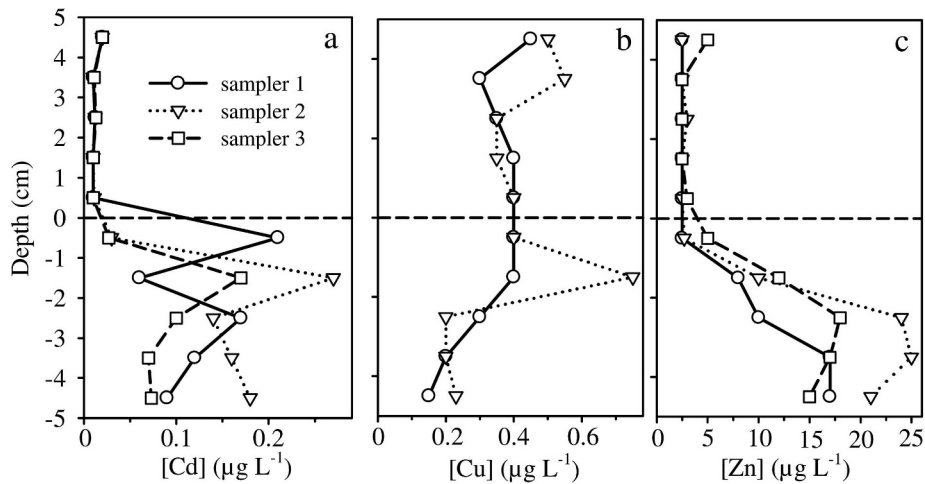 5 a b c
4
3 sampler 1
2 sampler 2
sampler 3
1
0
-1
-2
-3
-4
-5
Depth (cm)
0 0.1 0.2 0.2 0.4 0.6 0 5 10 15 20 25
[Cd] (µg L⁻¹) [Cu] (µg L⁻¹) [Zn] (µg L⁻¹)